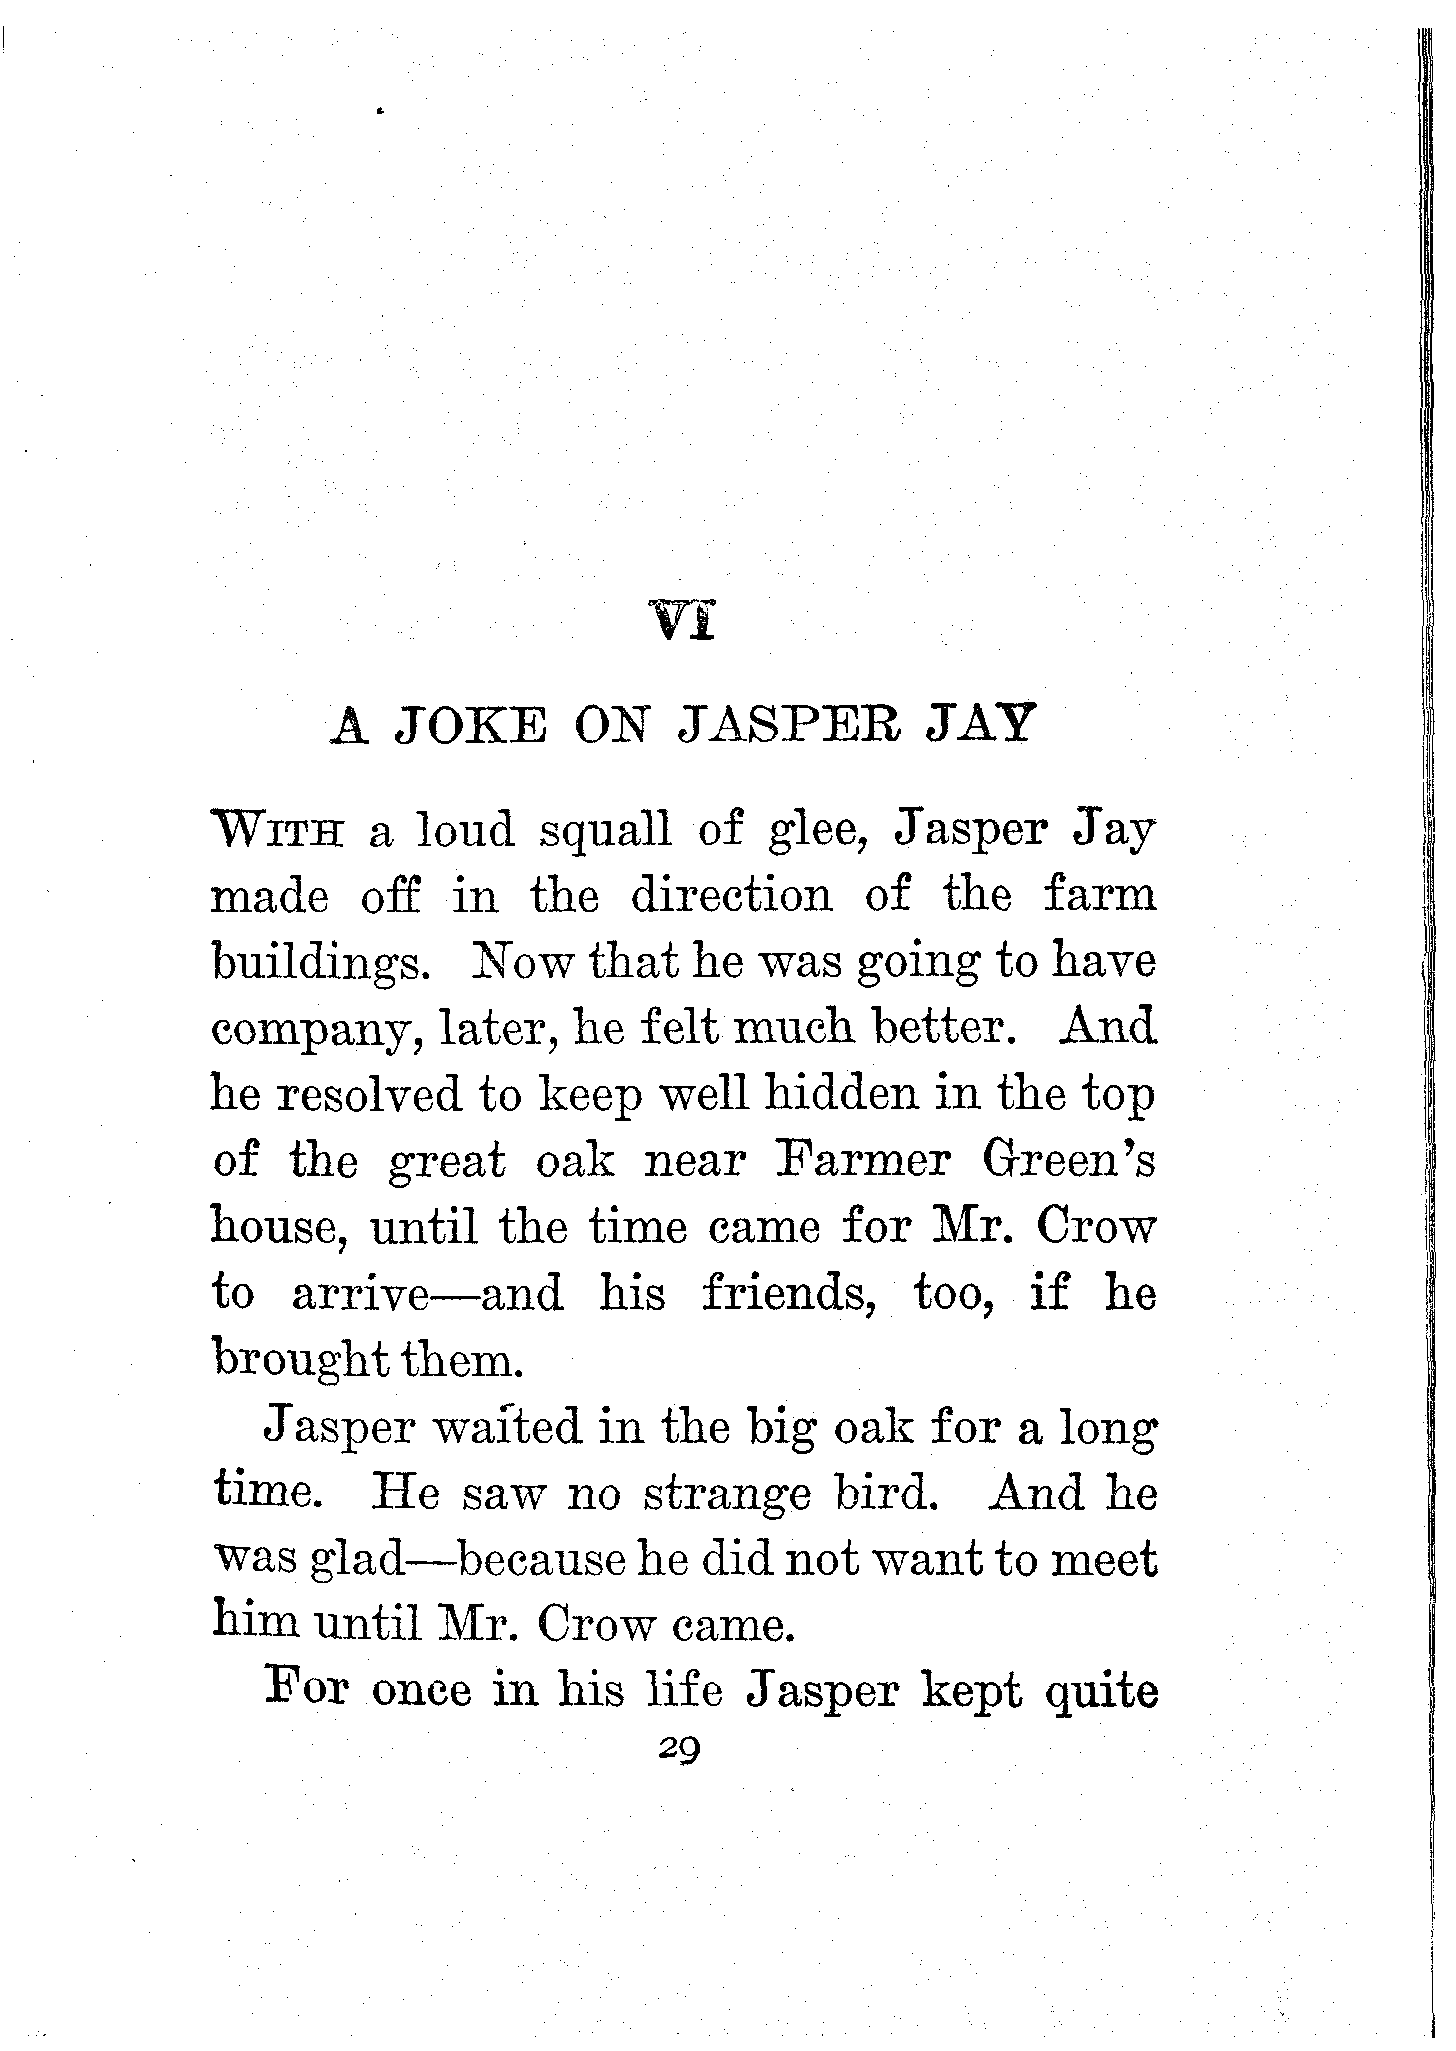 VI
A JOKE ON JASPER JAY
WITH a loud squall of glee, Jasper Jay
made off in the direction of the farm
buildings. Now that he was going to have
company, later, he felt much better. And
he resolved to keep well hidden in the top
of the great oak near Farmer Green's
house, until the time came for Mr. Crow
to arrive—and his friends, too, if he
brought them.
Jasper waited in the big oak for a long
time. He saw no strange bird. And he
was glad—because he did not want to meet
him until Mr. Crow came.
For once in his life Jasper kept quite
29